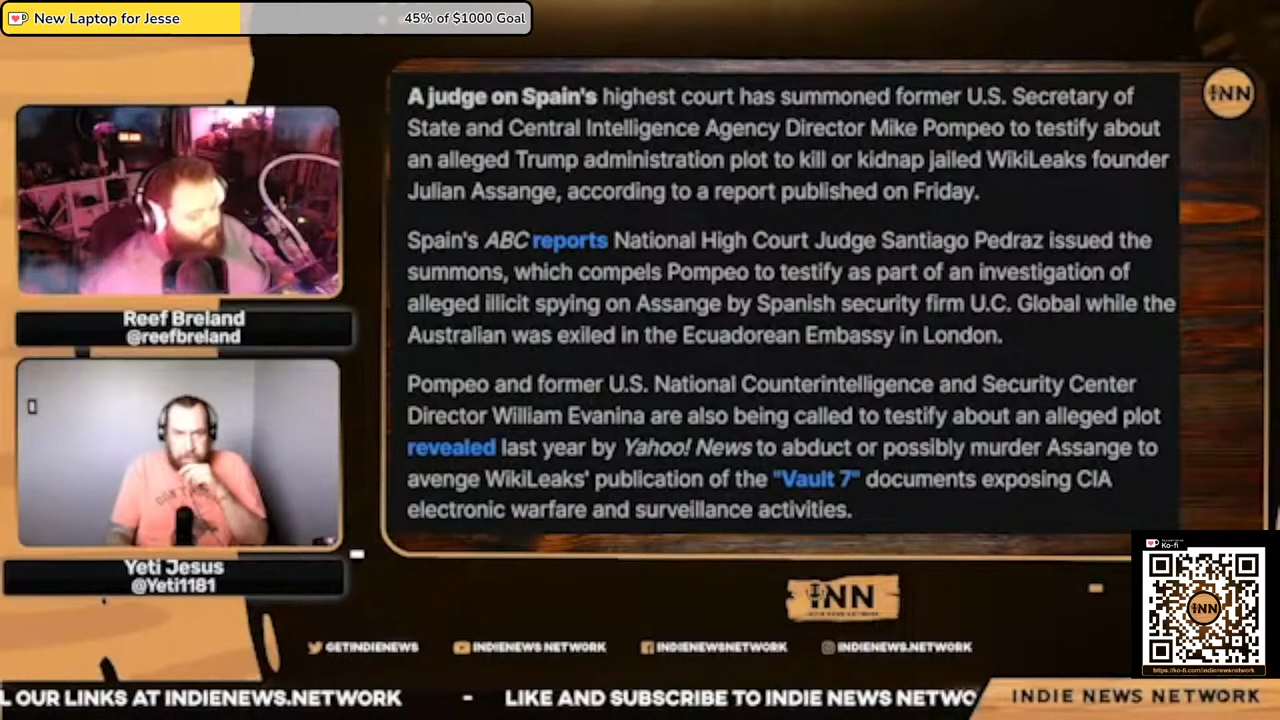 New Laptop for Jesse
45% of $1000 Goal
A judge on Spain's highest court has summoned former U.S. Secretary of
State and Central Intelligence Agency Director Mike Pompeo to testify about
an alleged Trump administration plot to kill or kidnap jailed WikiLeaks founder
Julian Assange, according to a report published on Friday.
Spain's ABC reports National High Court Judge Santiago Pedraz issued the
summons, which compels Pompeo to testify as part of an investigation of
alleged illicit spying on Assange by Spanish security firm U.C. Global while the
Australian was exiled in the Ecuadorean Embassy in London.
Pompeo and former U.S. National Counterintelligence and Security Center
Director William Evanina are also being called to testify about an alleged plot
revealed last year by Yahoo! News to abduct or possibly murder Assange to
avenge WikiLeaks' publication of the "Vault 7" documents exposing CIA
electronic warfare and surveillance activities.
INN
Reef Breland
@reefbreland
Yeti Jesus
@Yeti1181
INN
INDIE NEWS NETWORK
GETINDIENEWS
INDIENEWS NETWORK
INDIENEWSNETWORK
INDIENEWS.NETWORK
Ko-fi
INN
https://ko-fi.com/indienewsnetwork
L OUR LINKS AT INDIENEWS.NETWORK - LIKE AND SUBSCRIBE TO INDIE NEWS NETWO
INDIE NEWS NETWORK